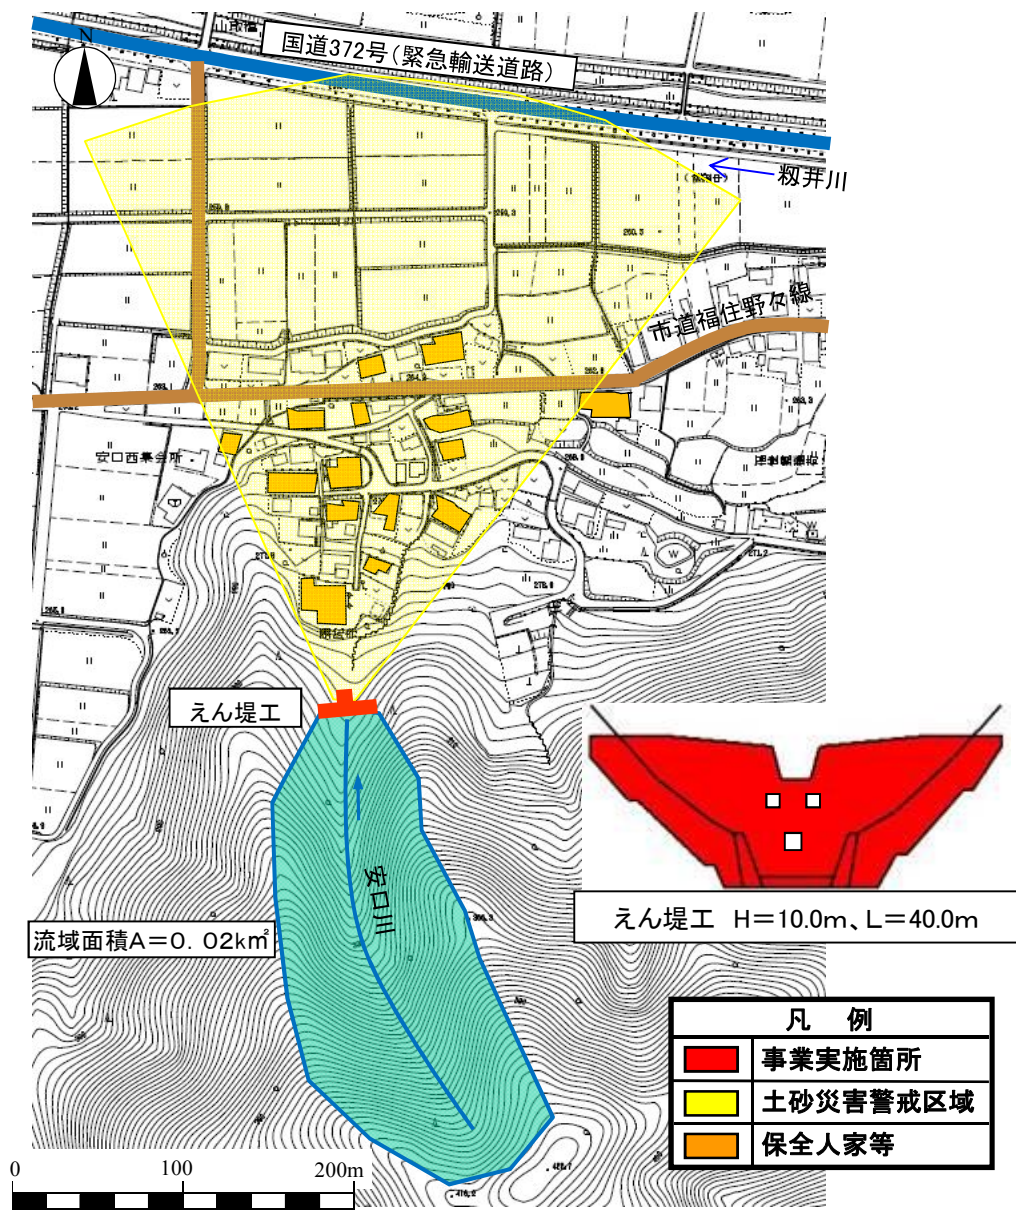 N
国道372号(緊急輸送道路)
籾井川
市道福住野々線
安口西集会所
えん堤工
安口川
流域面積A=0.02k㎡
えん堤工 H=10.0m、L=40.0m
凡 例
事業実施箇所
土砂災害警戒区域
保全人家等
0 100 200m